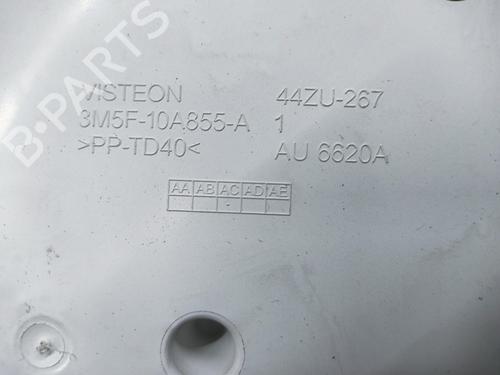 VISTEON 44ZU-267
3M5F-10A855-A 1
>PP-TD40< AU 6620A
AA AB AC AD AE
B-PARTS